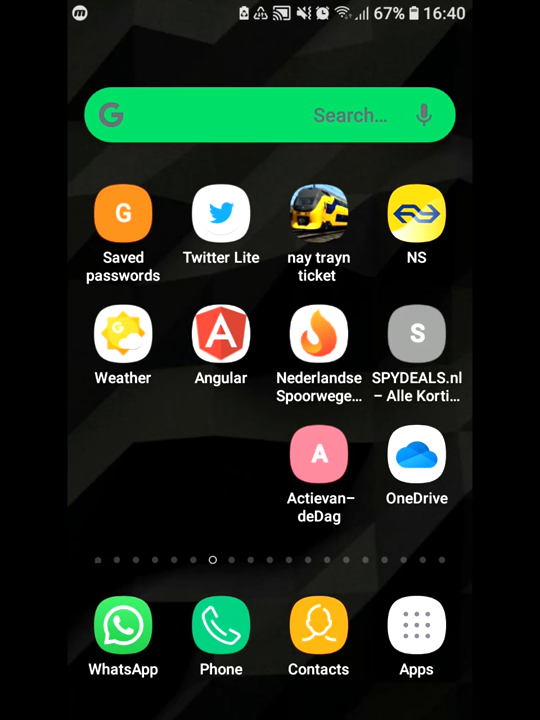 67% 16:40
G Search...
G
Saved
passwords
Twitter Lite
nay trayn
ticket
NS
G
Weather
A
Angular
Nederlandse
Spoorwege...
S
SPYDEALS.nl
– Alle Korti...
A
Actievan–
deDag
OneDrive
WhatsApp
Phone
Contacts
Apps